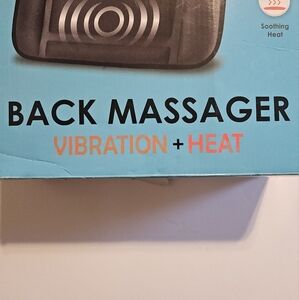 Soothing
Heat
BACK MASSAGER
VIBRATION + HEAT